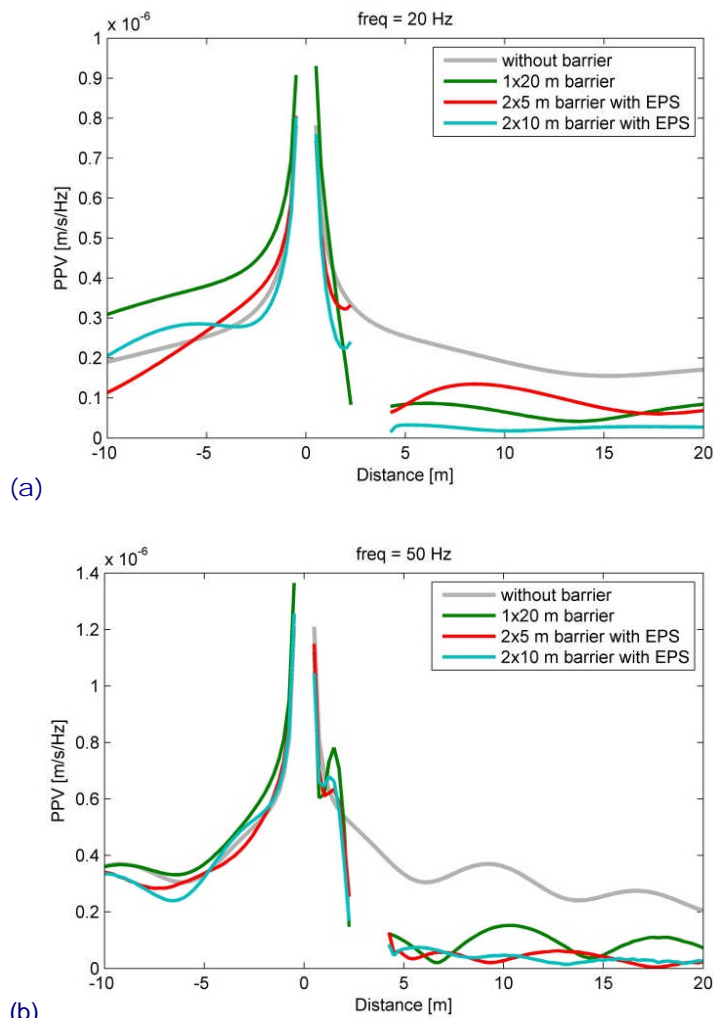 x 10^-6
freq = 20 Hz
1
0.9
0.8
0.7
0.6
0.5
0.4
0.3
0.2
0.1
0
PPV [m/s/Hz]
without barrier
1x20 m barrier
2x5 m barrier with EPS
2x10 m barrier with EPS
-10 -5 0 5 10 15 20
Distance [m]
(a)
x 10^-6
freq = 50 Hz
1.4
1.2
1
0.8
0.6
0.4
0.2
0
PPV [m/s/Hz]
without barrier
1x20 m barrier
2x5 m barrier with EPS
2x10 m barrier with EPS
-10 -5 0 5 10 15 20
Distance [m]
(b)